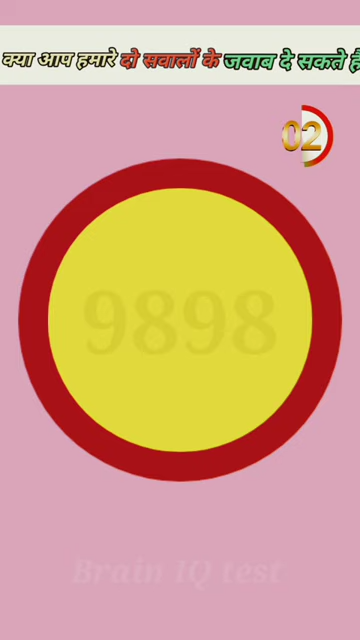 क्या आप हमारे दो सवालों के जवाब दे सकते हैं
02
9898
Brain IQ test